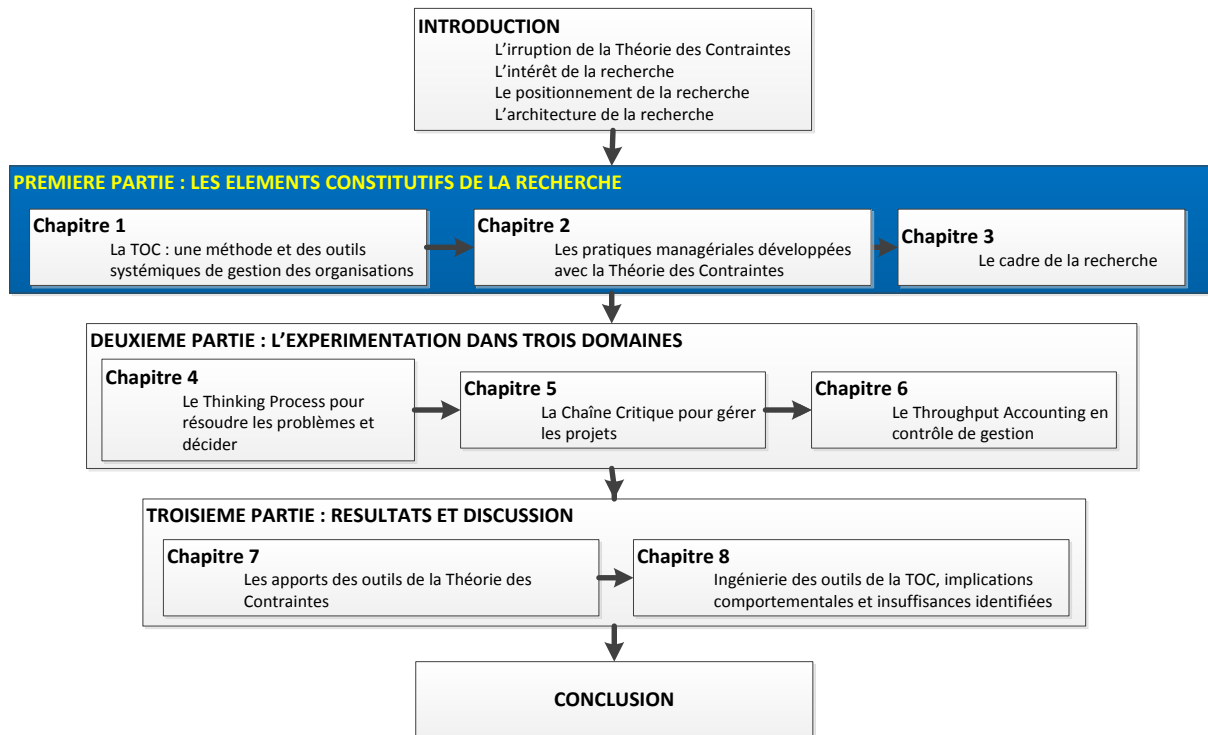 INTRODUCTION
L'irruption de la Théorie des Contraintes
L'intérêt de la recherche
Le positionnement de la recherche
L'architecture de la recherche
PREMIERE PARTIE : LES ELEMENTS CONSTITUTIFS DE LA RECHERCHE
Chapitre 1
La TOC : une méthode et des outils
systémiques de gestion des organisations
Chapitre 2
Les pratiques managériales développées
avec la Théorie des Contraintes
Chapitre 3
Le cadre de la recherche
DEUXIEME PARTIE : L'EXPERIMENTATION DANS TROIS DOMAINES
Chapitre 4
Le Thinking Process pour
résoudre les problèmes et
décider
Chapitre 5
La Chaîne Critique pour gérer
les projets
Chapitre 6
Le Throughput Accounting en
contrôle de gestion
TROISIEME PARTIE : RESULTATS ET DISCUSSION
Chapitre 7
Les apports des outils de la Théorie des
Contraintes
Chapitre 8
Ingénierie des outils de la TOC, implications
comportementales et insuffisances identifiées
CONCLUSION